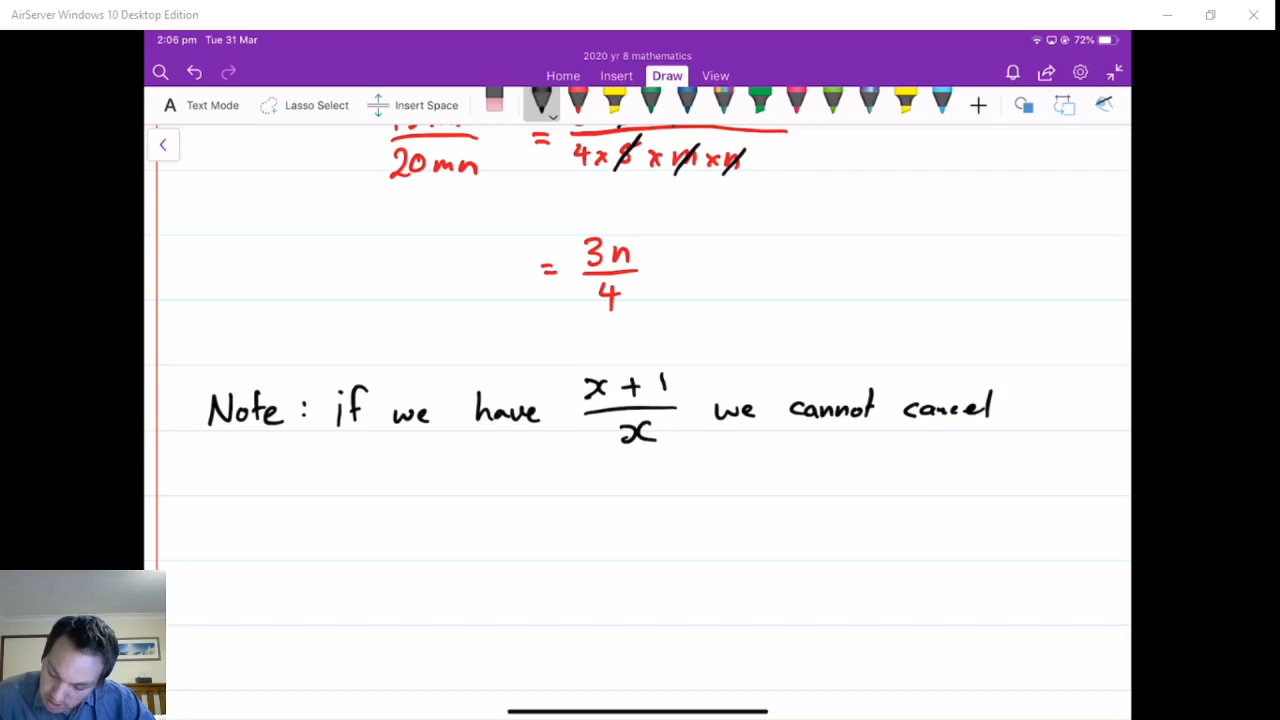 AirServer Windows 10 Desktop Edition
2:06 pm Tue 31 Mar
72%
2020 yr 8 mathematics
Home Insert Draw View
A Text Mode Lasso Select Insert Space
20mn = 4 x 5 x m x n
= 3n
4
Note: if we have x + 1 we cannot cancel
x